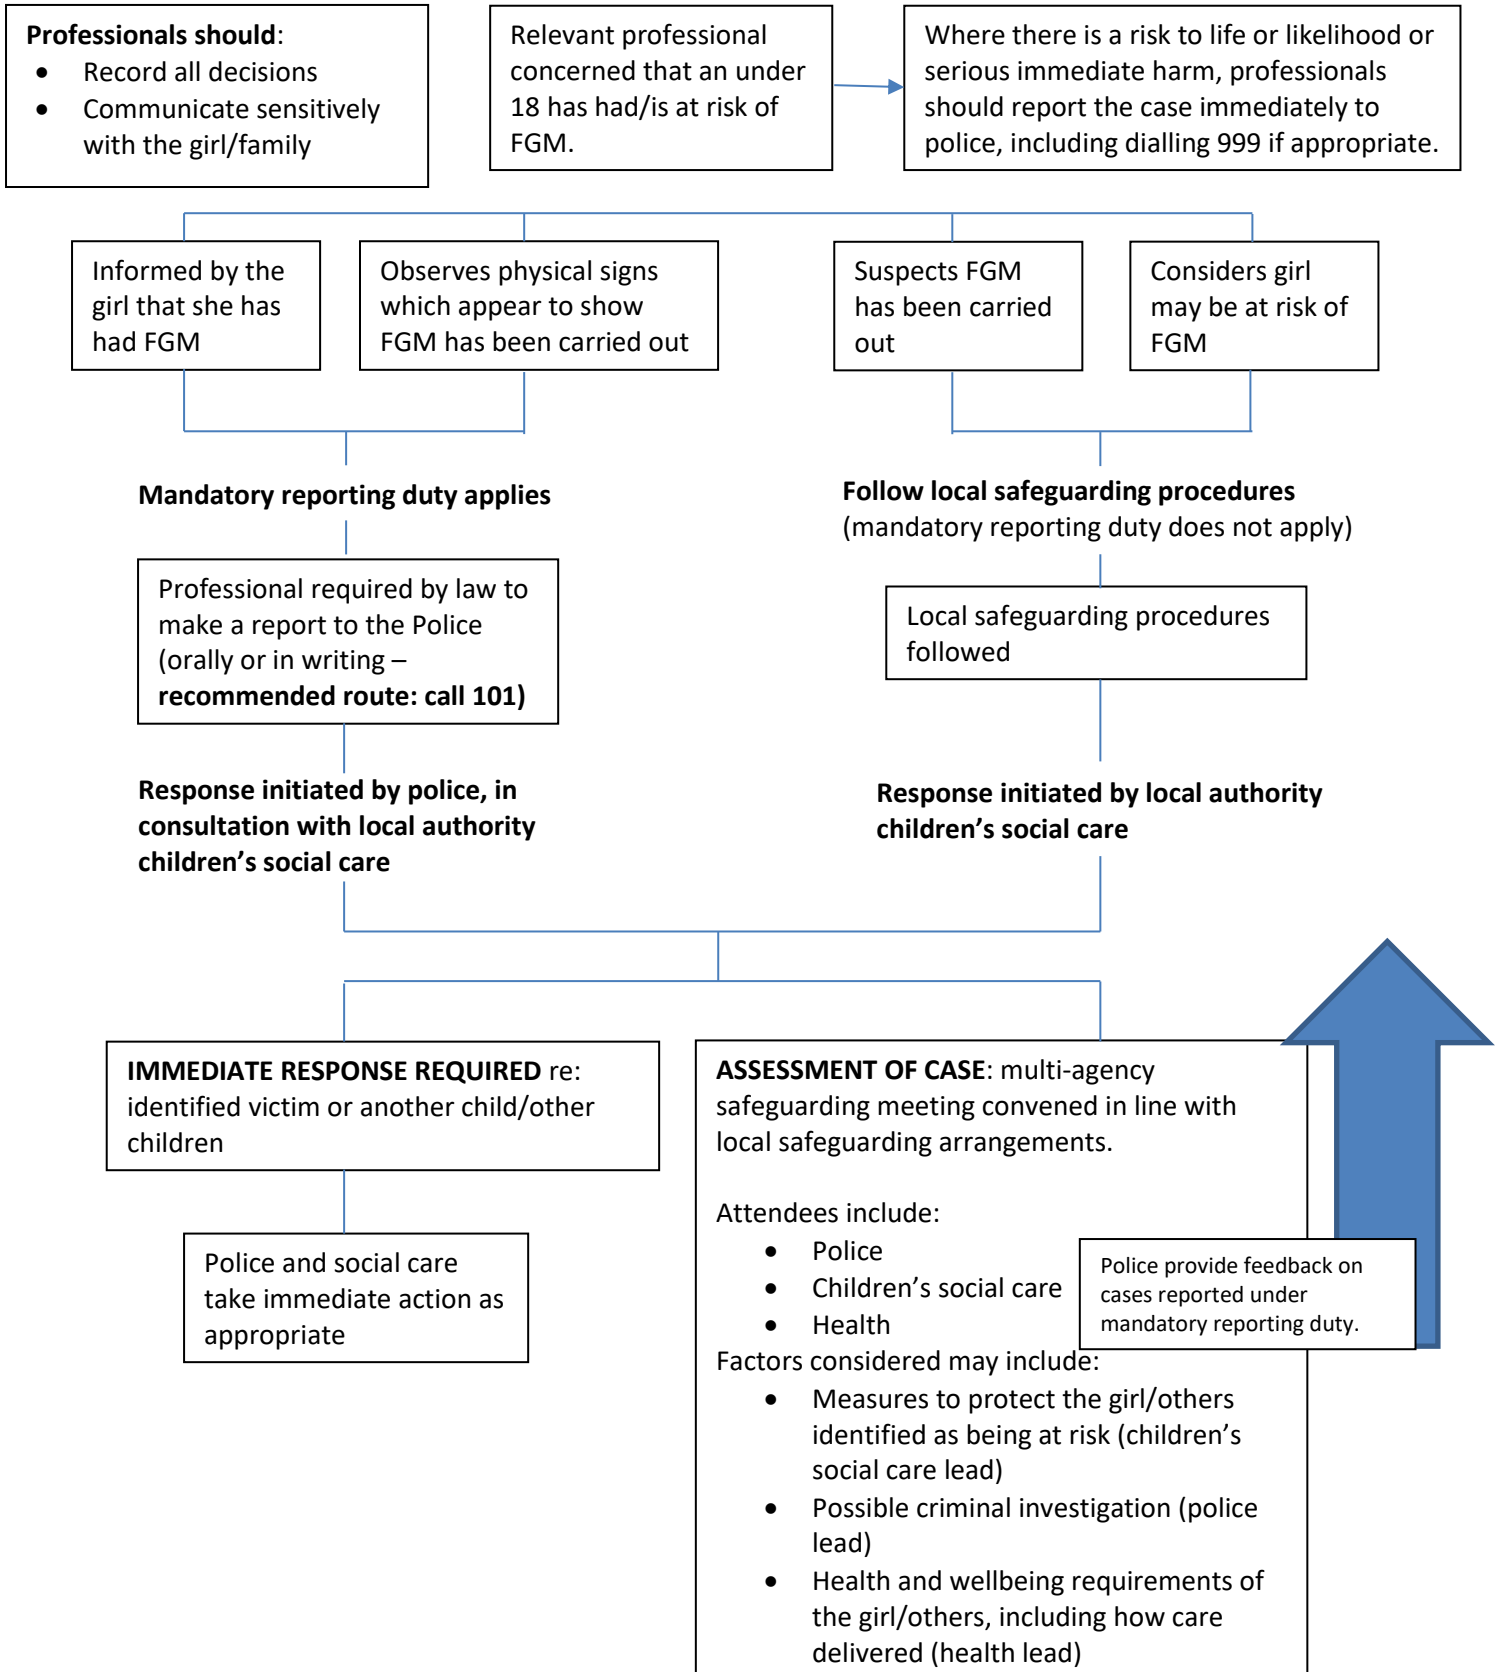 Professionals should:
• Record all decisions
• Communicate sensitively
with the girl/family
Relevant professional
concerned that an under
18 has had/is at risk of
FGM.
Where there is a risk to life or likelihood or
serious immediate harm, professionals
should report the case immediately to
police, including dialling 999 if appropriate.
Informed by the
girl that she has
had FGM
Observes physical signs
which appear to show
FGM has been carried out
Suspects FGM
has been carried
out
Considers girl
may be at risk of
FGM
Mandatory reporting duty applies
Follow local safeguarding procedures
(mandatory reporting duty does not apply)
Professional required by law to
make a report to the Police
(orally or in writing –
recommended route: call 101)
Local safeguarding procedures
followed
Response initiated by police, in
consultation with local authority
children’s social care
Response initiated by local authority
children’s social care
IMMEDIATE RESPONSE REQUIRED re:
identified victim or another child/other
children
Police and social care
take immediate action as
appropriate
ASSESSMENT OF CASE: multi-agency
safeguarding meeting convened in line with
local safeguarding arrangements.
Attendees include:
• Police
• Children’s social care
• Health
Factors considered may include:
• Measures to protect the girl/others
identified as being at risk (children’s
social care lead)
• Possible criminal investigation (police
lead)
• Health and wellbeing requirements of
the girl/others, including how care
delivered (health lead)
Police provide feedback on
cases reported under
mandatory reporting duty.